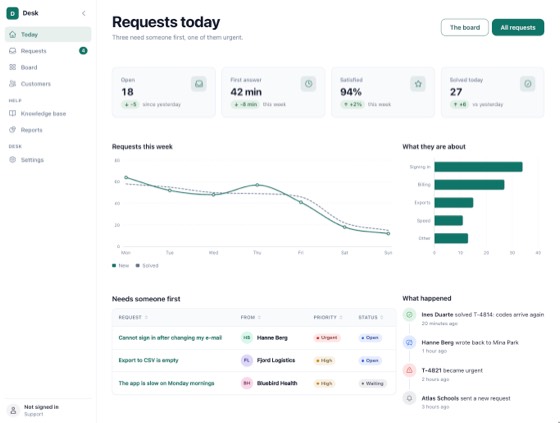 D Desk
Today
Requests 4
Board
Customers
HELP
Knowledge base
Reports
DESK
Settings
Not signed in
Support
Requests today
Three need someone first, one of them urgent.
The board
All requests
Open
18
-5 since yesterday
First answer
42 min
-6 min this week
Satisfied
94%
+2% this week
Solved today
27
+6 vs yesterday
Requests this week
80
60
40
20
0
Mon Tue Wed Thu Fri Sat Sun
New Solved
What they are about
Signing in
Billing
Exports
Speed
Other
0 10 20 30 40
Needs someone first
REQUEST FROM PRIORITY STATUS
Cannot sign in after changing my e-mail HB Hanne Berg Urgent Open
Export to CSV is empty FL Fjord Logistics High Open
The app is slow on Monday mornings BH Bluebird Health High Waiting
What happened
Ines Duarte solved T-4814: codes arrive again
20 minutes ago
Hanne Berg wrote back to Mina Park
1 hour ago
T-4821 became urgent
2 hours ago
Atlas Schools sent a new request
3 hours ago